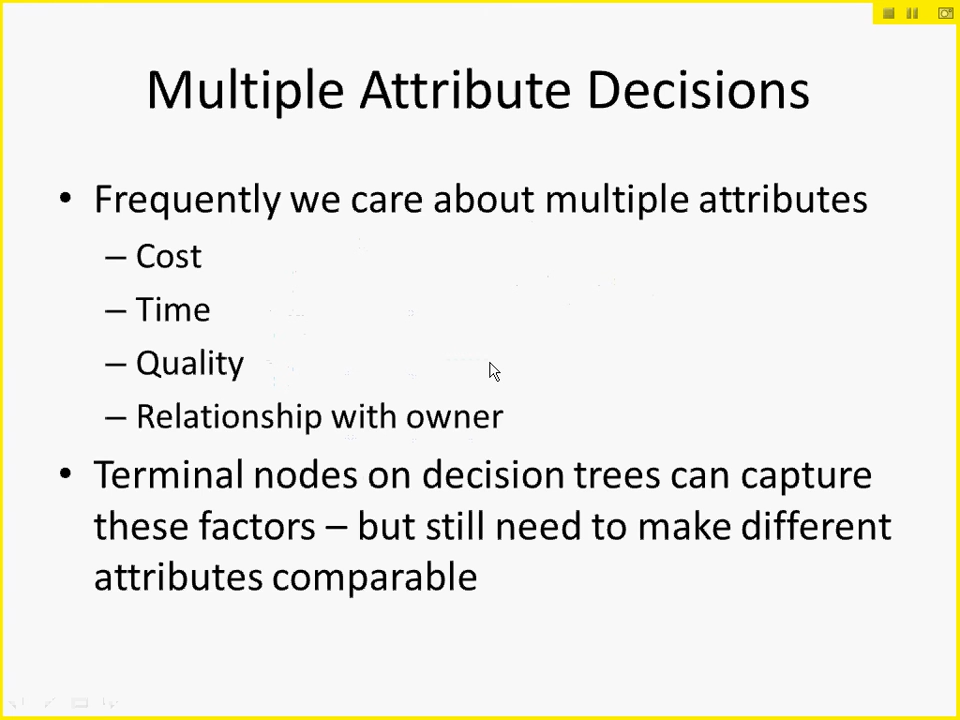 Multiple Attribute Decisions
• Frequently we care about multiple attributes
– Cost
– Time
– Quality
– Relationship with owner
• Terminal nodes on decision trees can capture
these factors – but still need to make different
attributes comparable